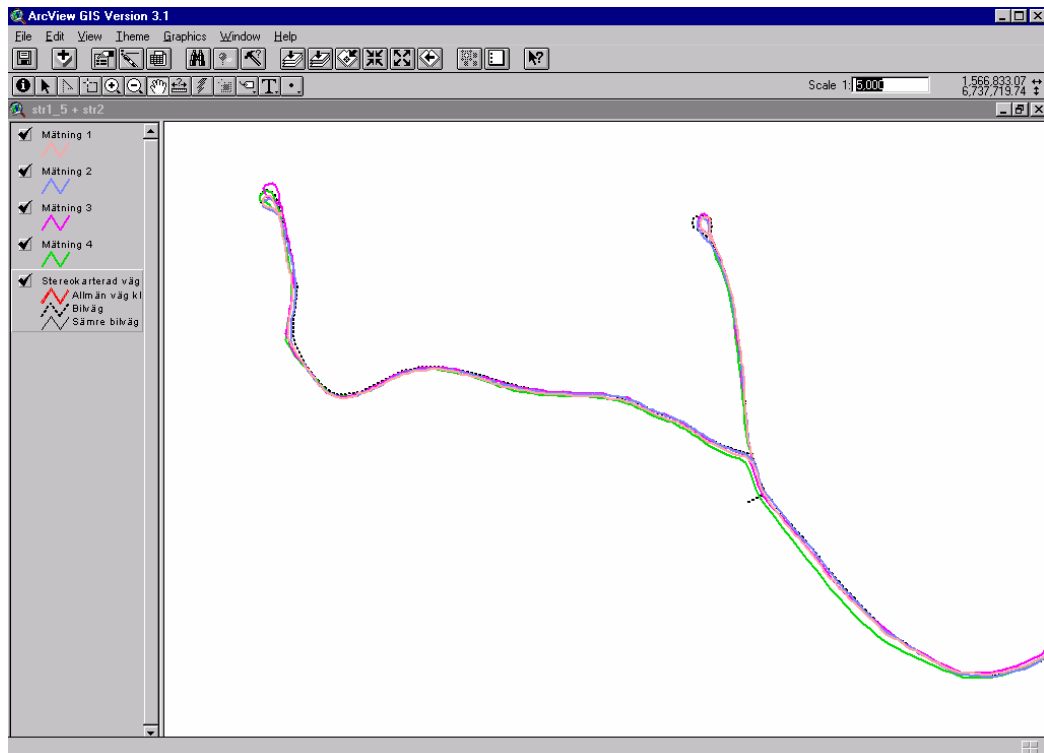 ArcView GIS Version 3.1
File Edit View Theme Graphics Window Help
T
Scale 1: 5,000
1,566,833.07
6,737,719.74
str1_5 + str2
Mätning 1
Mätning 2
Mätning 3
Mätning 4
Stereokarterad väg
Allmän väg kl
Bilväg
Sämre bilväg